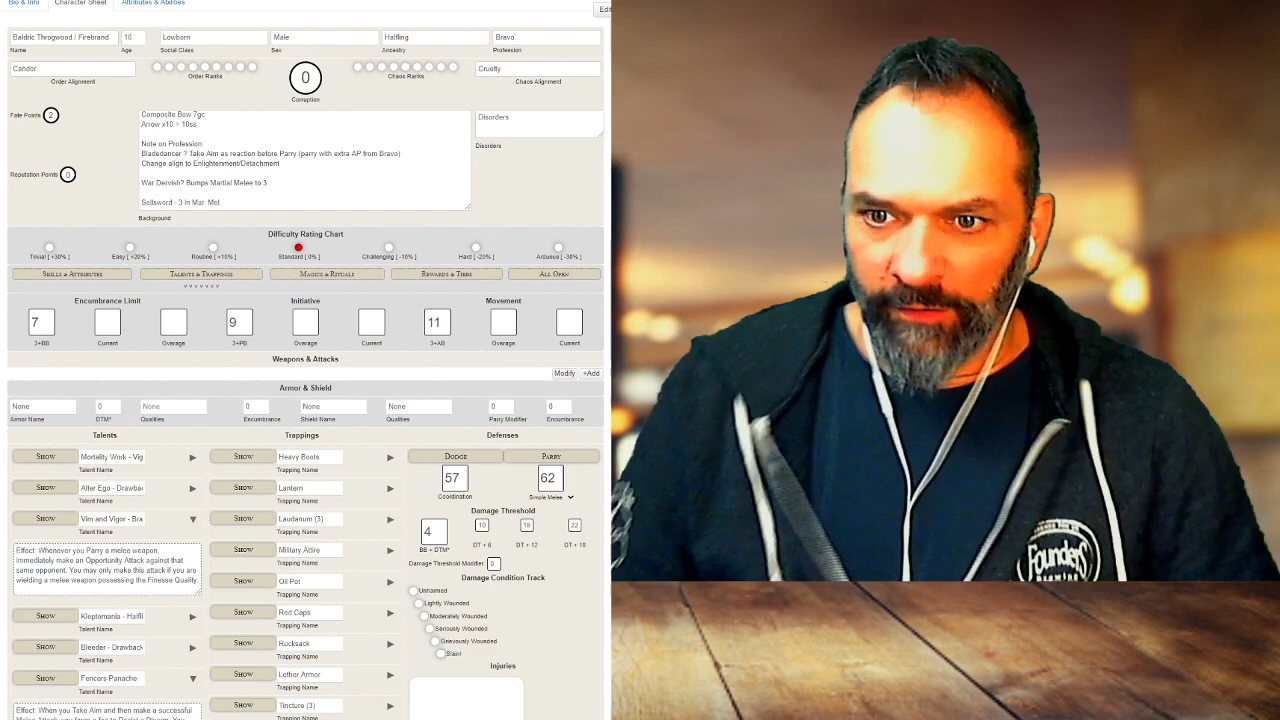 Bio & Info Character Sheet Attributes & Abilities
Baldric Throgwood / Firebrand 18 Lowborn Male Halfling Bravo
Name Age Social Class Sex Ancestry Profession
Candor 0 Cruelty
Order Alignment Order Ranks Corruption Chaos Ranks Chaos Alignment
Fate Points 2
Composite Bow 7gc
Arrow x10 = 10ss
Note on Profession:
Bladedancer ? Take Aim as reaction before Parry (parry with extra AP from Bravo)
Change align to Enlightenment/Detachment
War Dervish? Bumps Martial Melee to 3
Sellsword - 3 in Mar. Mel
Background
Disorders
Disorders
Reputation Points 0
Difficulty Rating Chart
Trivial [ +30% ] Easy [ +20% ] Routine [ +10% ] Standard [ 0% ] Challenging [ -10% ] Hard [ -20% ] Arduous [ -30% ]
Skills & Attributes Talents & Trappings Magick & Rituals Rewards & Tiers All Open
v v v v v v v
Encumbrance Limit Initiative Movement
7 9 11
3+BB Current Overage 3+PB Overage Current 3+AB Overage Current
Weapons & Attacks
Modify +Add
Armor & Shield
None 0 None 0 None None 0 0
Armor Name DTM* Qualities Encumbrance Shield Name Qualities Parry Modifier Encumbrance
Talents Trappings Defenses
Show Mortality Work - Vig
Talent Name
Show Alter Ego - Drawba
Talent Name
Show Vim and Vigor - Bra
Talent Name
Effect: Whenever you Parry a melee weapon,
immediately make an Opportunity Attack against that
same opponent. You may only make this attack if you are
wielding a melee weapon possessing the Finesse Quality
Show Kleptomania - Halfli
Talent Name
Show Bleeder - Drawback
Talent Name
Show Fencers Panache
Talent Name
Effect: When you Take Aim and then make a successful
Show Heavy Boots
Trapping Name
Show Lantern
Trapping Name
Show Laudanum (3)
Trapping Name
Show Military Attire
Trapping Name
Show Oil Pot
Trapping Name
Show Red Caps
Trapping Name
Show Rucksack
Trapping Name
Show Lether Armor
Trapping Name
Show Tincture (3)
Trapping Name
Dodge Parry
57 62
Coordination Simple Melee
Damage Threshold
4 10 16 22
BB + DTM* DT + 6 DT + 12 DT + 18
Damage Threshold Modifier 0
Damage Condition Track
Unharmed
Lightly Wounded
Moderately Wounded
Seriously Wounded
Grievously Wounded
Slain!
Injuries
Founders